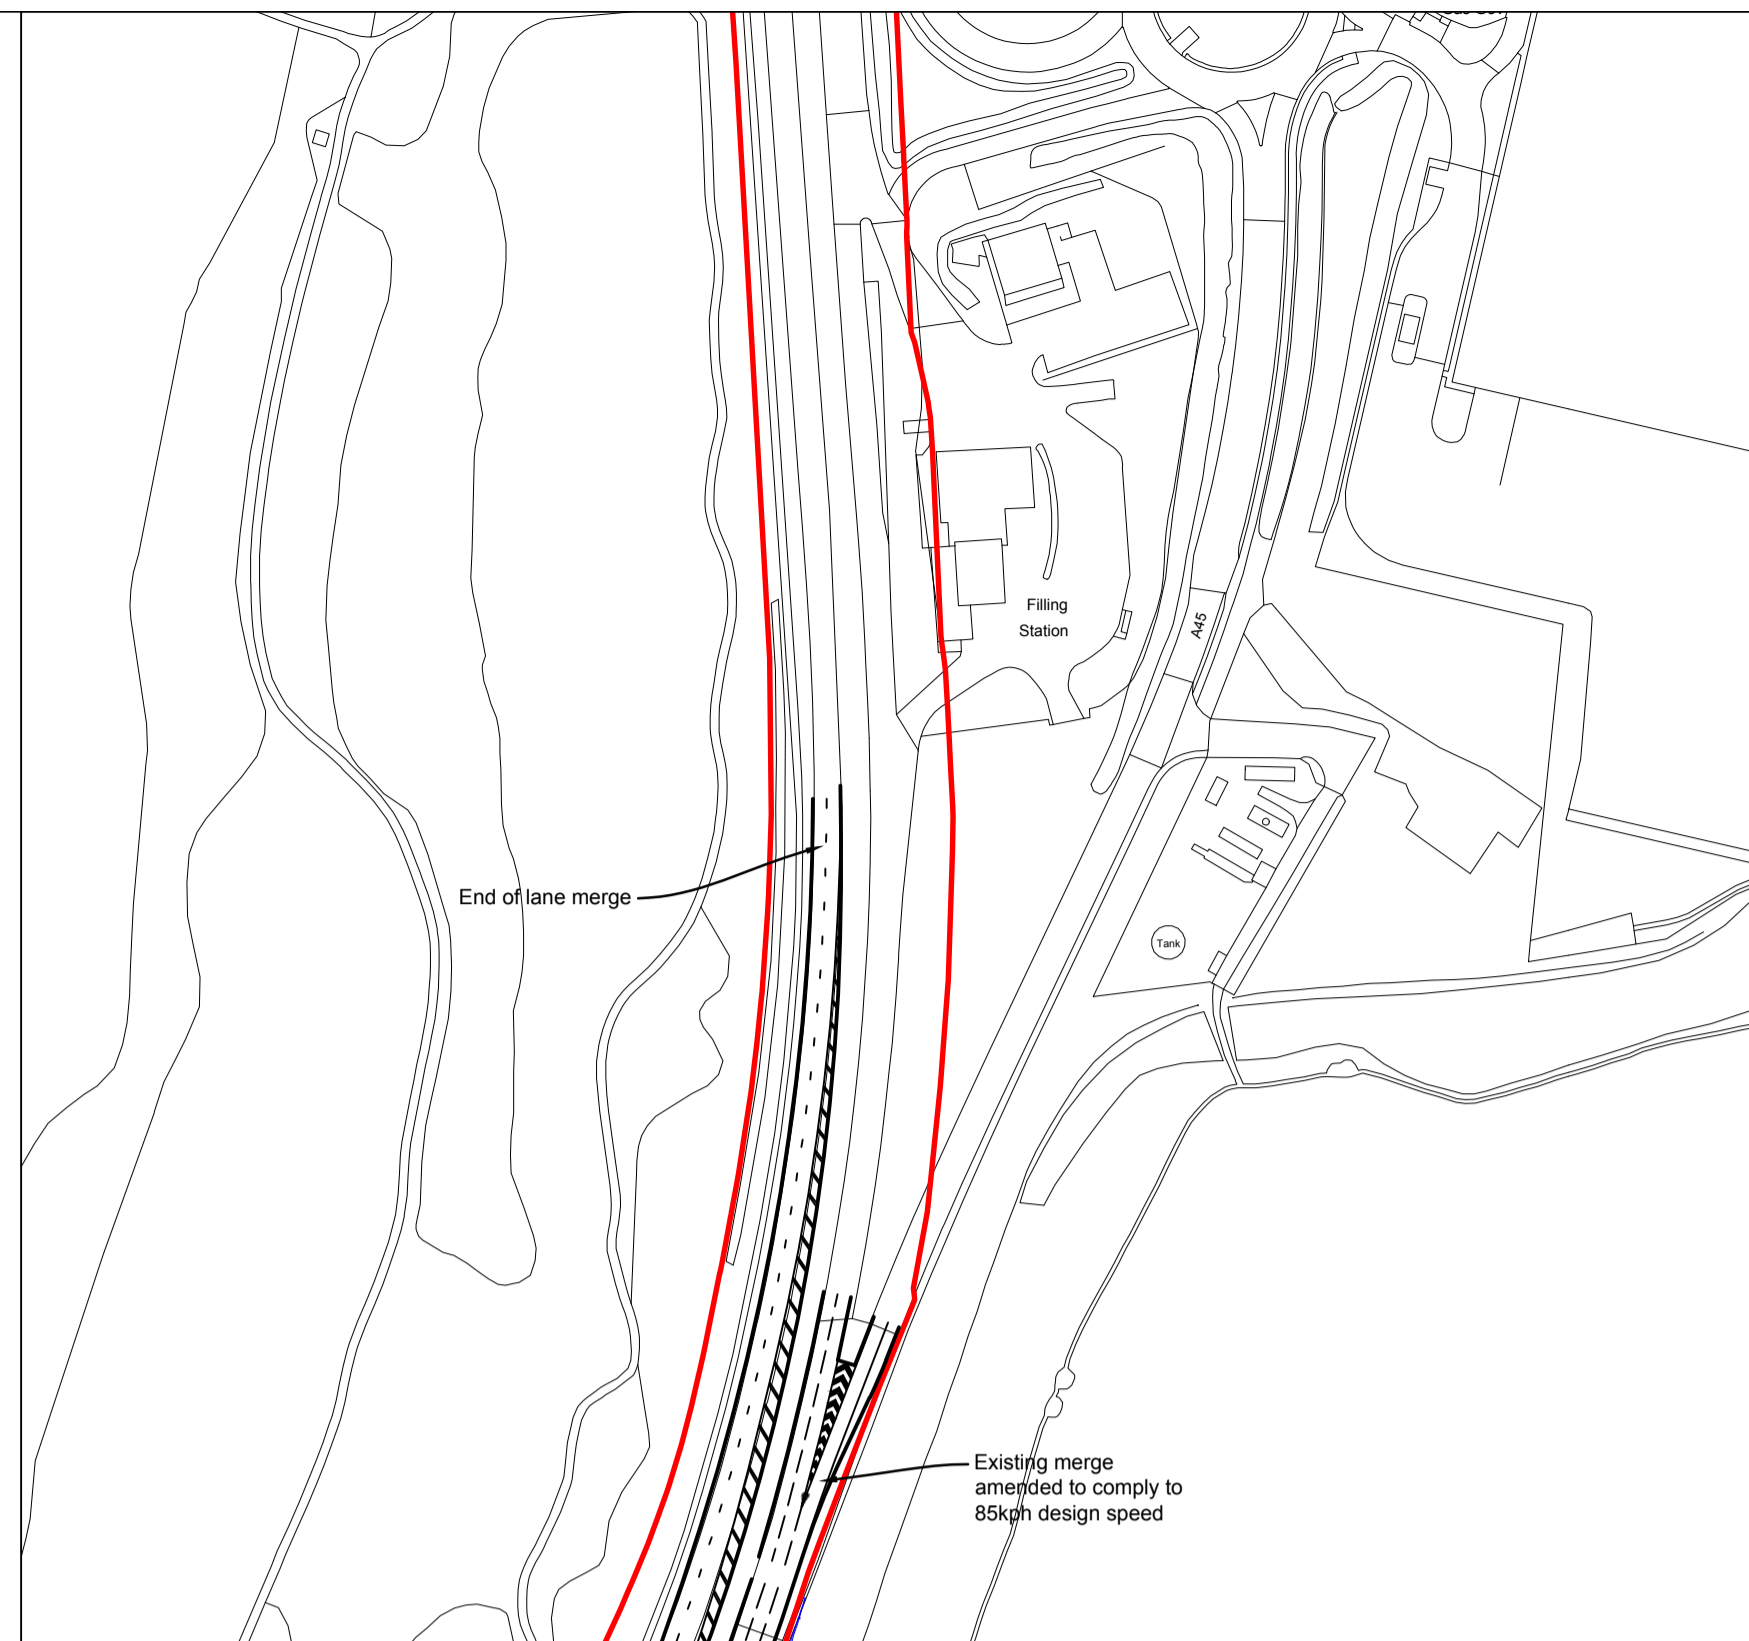 Filling
Station
A45
End of lane merge
Tank
Existing merge
amended to comply to
85kph design speed